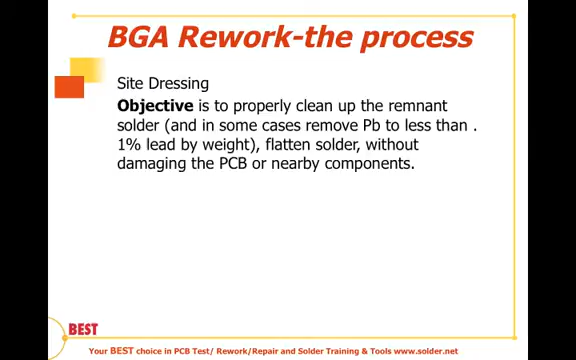 BGA Rework-the process
Site Dressing
Objective is to properly clean up the remnant
solder (and in some cases remove Pb to less than .
1% lead by weight), flatten solder, without
damaging the PCB or nearby components.
BEST
Your BEST choice in PCB Test/ Rework/Repair and Solder Training & Tools www.solder.net